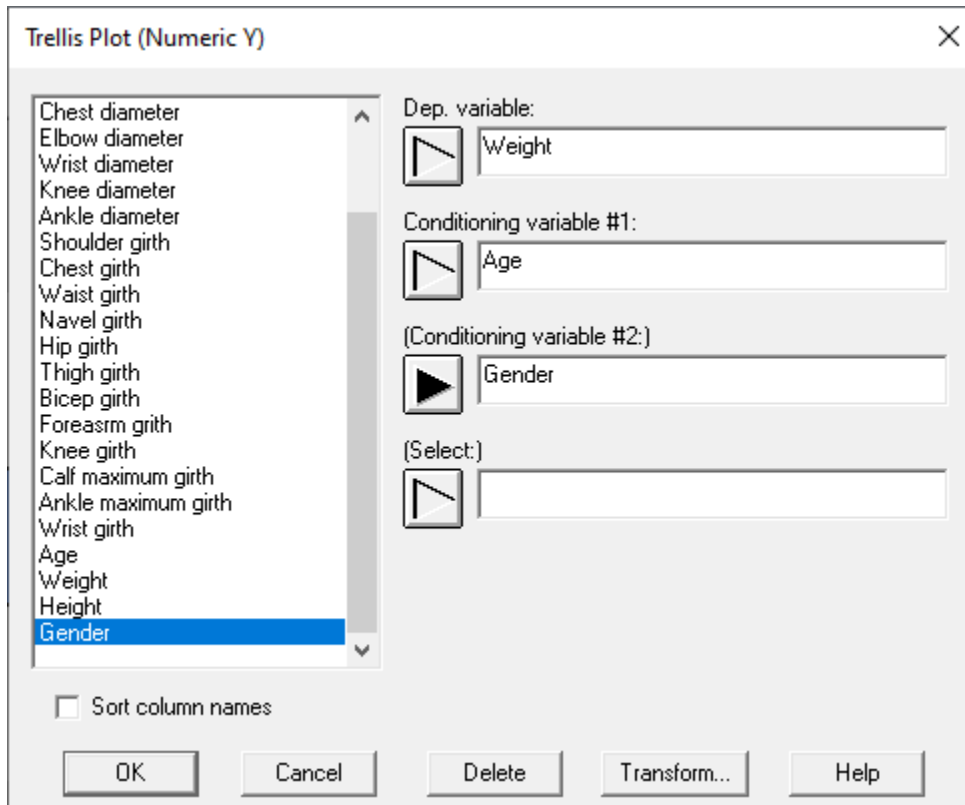 Trellis Plot (Numeric Y)
Chest diameter
Elbow diameter
Wrist diameter
Knee diameter
Ankle diameter
Shoulder girth
Chest girth
Waist girth
Navel girth
Hip girth
Thigh girth
Bicep girth
Foreasrm grith
Knee girth
Calf maximum girth
Ankle maximum girth
Wrist girth
Age
Weight
Height
Gender
Dep. variable:
Weight
Conditioning variable #1:
Age
(Conditioning variable #2:)
Gender
(Select:)
Sort column names
OK Cancel Delete Transform... Help